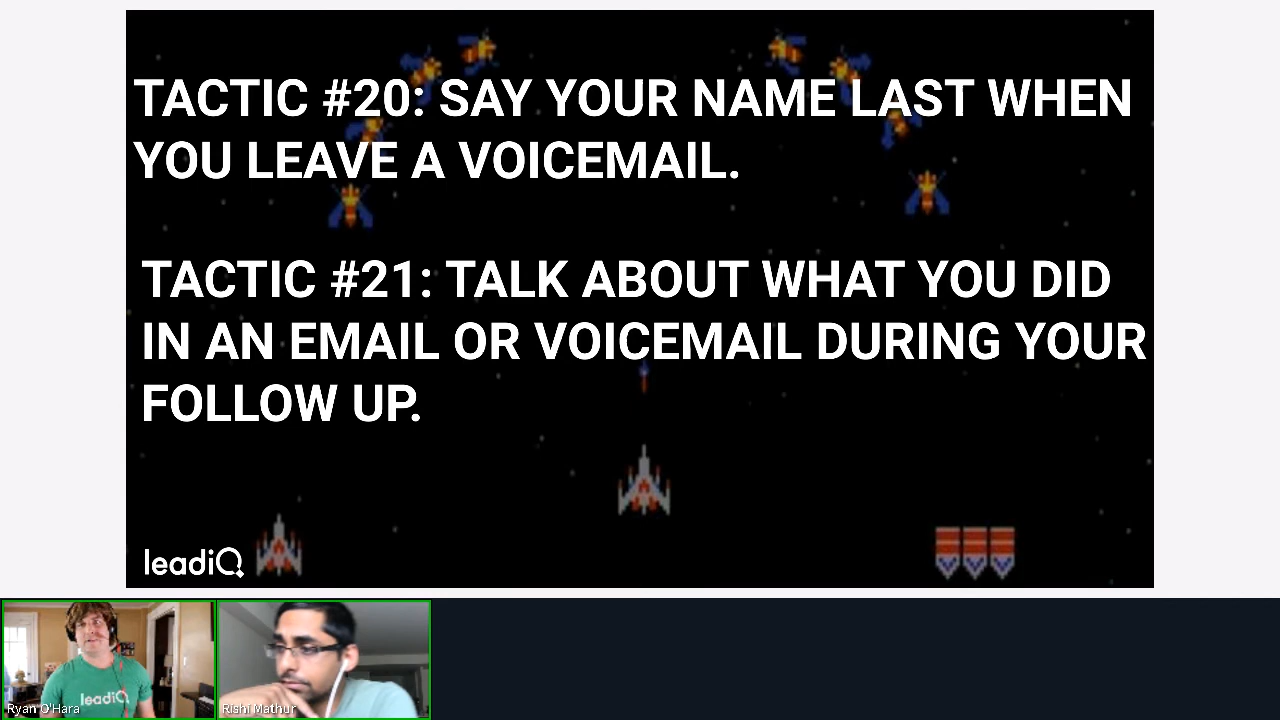 TACTIC #20: SAY YOUR NAME LAST WHEN
YOU LEAVE A VOICEMAIL.
TACTIC #21: TALK ABOUT WHAT YOU DID
IN AN EMAIL OR VOICEMAIL DURING YOUR
FOLLOW UP.
leadiQ
leadiQ
Ryan O'Hara
Rishi Mathur